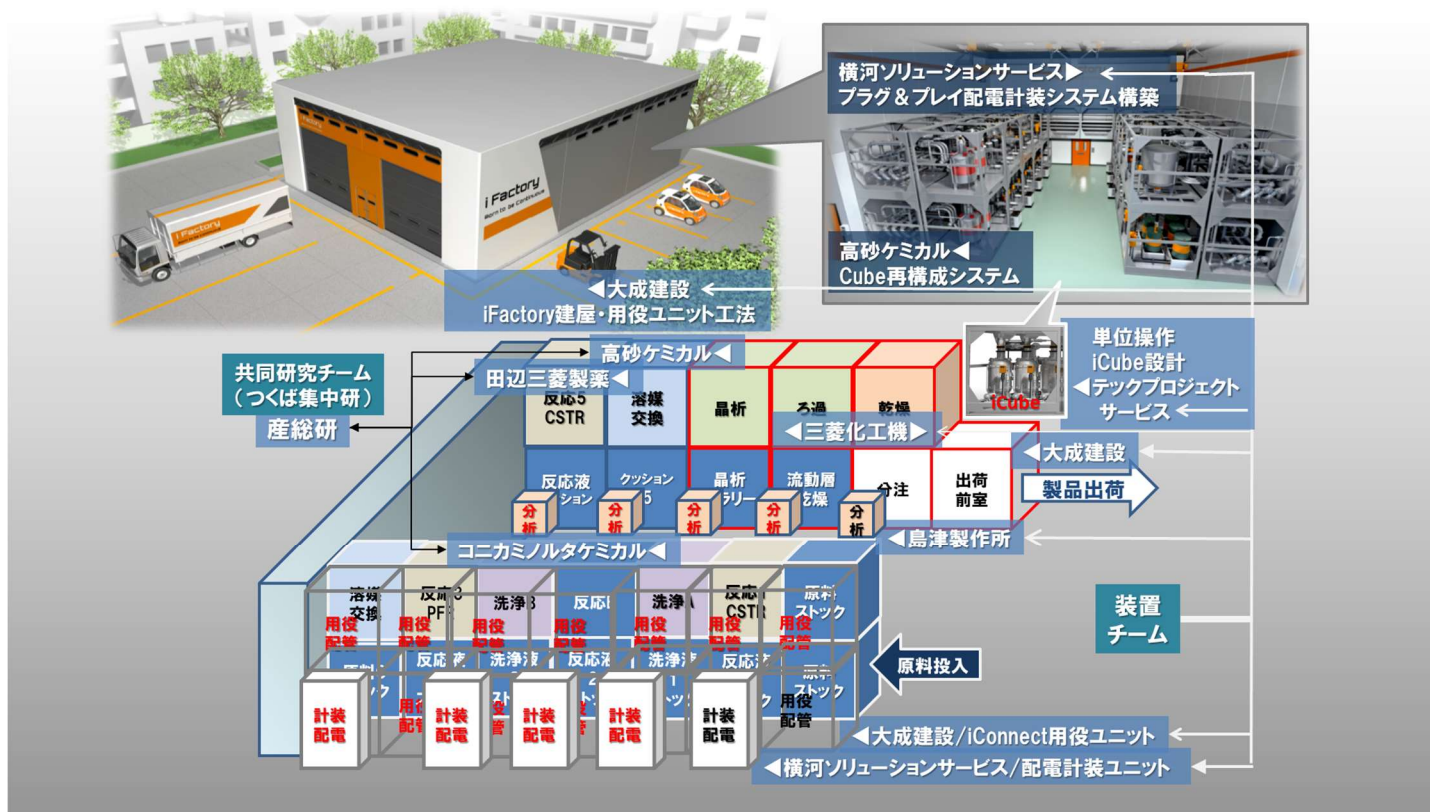 横河ソリューションサービス▶
プラグ&プレイ配電計装システム構築
i Factory
Born to be Continuous
i Factory
高砂ケミカル◀
Cube再構成システム
◀大成建設
iFactory建屋・用役ユニット工法
単位操作
iCube設計
◀テックプロジェクト
サービス
iCube
高砂ケミカル◀
田辺三菱製薬◀
共同研究チーム
(つくば集中研)
産総研
反応5
CSTR
溶媒
交換
晶析
ろ過
乾燥
◀三菱化工機▶
◀大成建設
製品出荷
反応液
クッション
晶析
流動層
乾燥
分注
出荷
前室
分析
分析
分析
分析
分析
◀島津製作所
コニカミノルタケミカル◀
溶媒
交換
洗浄B
洗浄A
CSTR
原料
ストック
用役
配管
用役
配管
用役
配管
用役
配管
用役
配管
用役
配管
用役
配管
装置
チーム
原料投入
反応液
洗浄液
反応液
洗浄液
反応液
原料
ストック
計装
配電
計装
配電
計装
配電
計装
配電
計装
配電
用役
配管
◀大成建設/iConnect用役ユニット
◀横河ソリューションサービス/配電計装ユニット